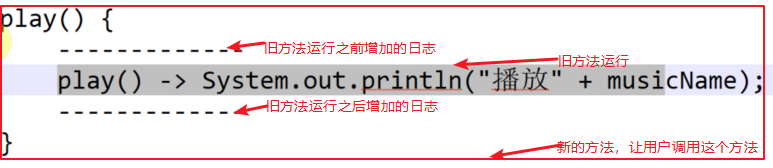 play() {
------------- 旧方法运行之前增加的日志
旧方法运行
play() -> System.out.println("播放" + musicName);
------------- 旧方法运行之后增加的日志
} 新的方法，让用户调用这个方法